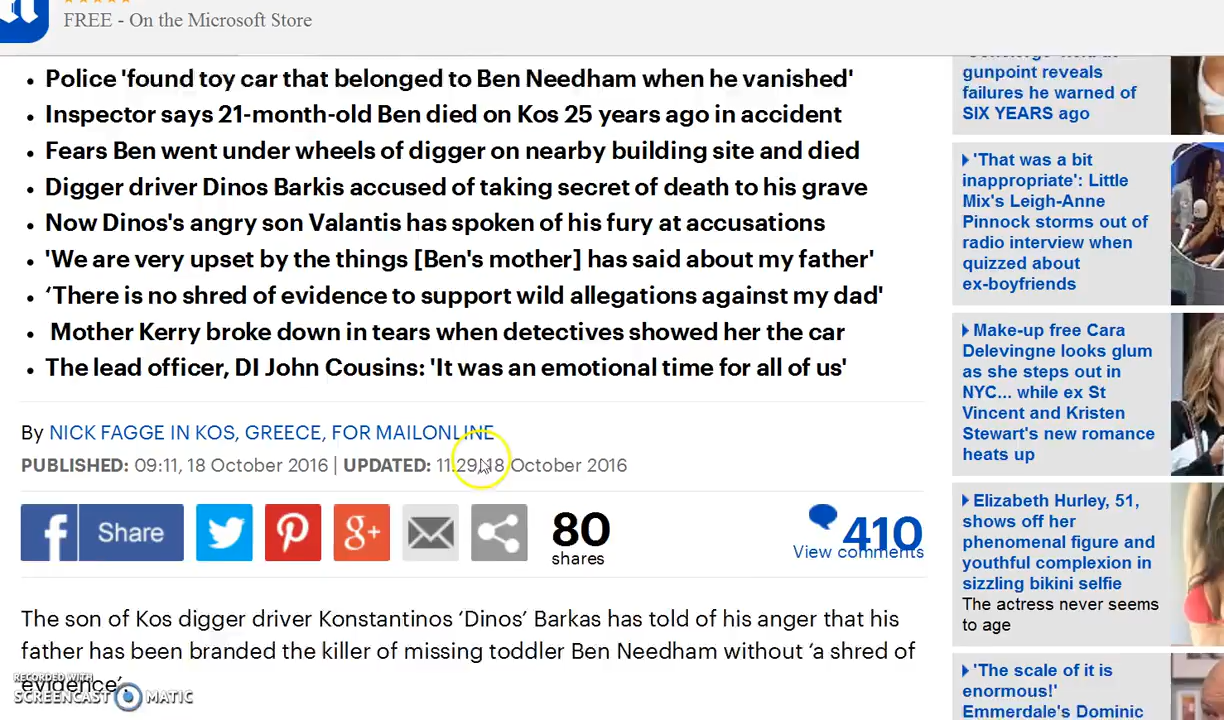 FREE - On the Microsoft Store
Police 'found toy car that belonged to Ben Needham when he vanished'
Inspector says 21-month-old Ben died on Kos 25 years ago in accident
Fears Ben went under wheels of digger on nearby building site and died
Digger driver Dinos Barkis accused of taking secret of death to his grave
Now Dinos's angry son Valantis has spoken of his fury at accusations
'We are very upset by the things [Ben's mother] has said about my father'
‘There is no shred of evidence to support wild allegations against my dad'
Mother Kerry broke down in tears when detectives showed her the car
The lead officer, DI John Cousins: 'It was an emotional time for all of us'
By NICK FAGGE IN KOS, GREECE, FOR MAILONLINE
PUBLISHED: 09:11, 18 October 2016 | UPDATED: 11:29, 18 October 2016
Share
80
shares
410
View comments
The son of Kos digger driver Konstantinos ‘Dinos’ Barkas has told of his anger that his
father has been branded the killer of missing toddler Ben Needham without ‘a shred of
evidence’.
RECORDED WITH
SCREENCAST MATIC
gunpoint reveals
failures he warned of
SIX YEARS ago
'That was a bit
inappropriate': Little
Mix's Leigh-Anne
Pinnock storms out of
radio interview when
quizzed about
ex-boyfriends
Make-up free Cara
Delevingne looks glum
as she steps out in
NYC... while ex St
Vincent and Kristen
Stewart's new romance
heats up
Elizabeth Hurley, 51,
shows off her
phenomenal figure and
youthful complexion in
sizzling bikini selfie
The actress never seems
to age
'The scale of it is
enormous!'
Emmerdale's Dominic